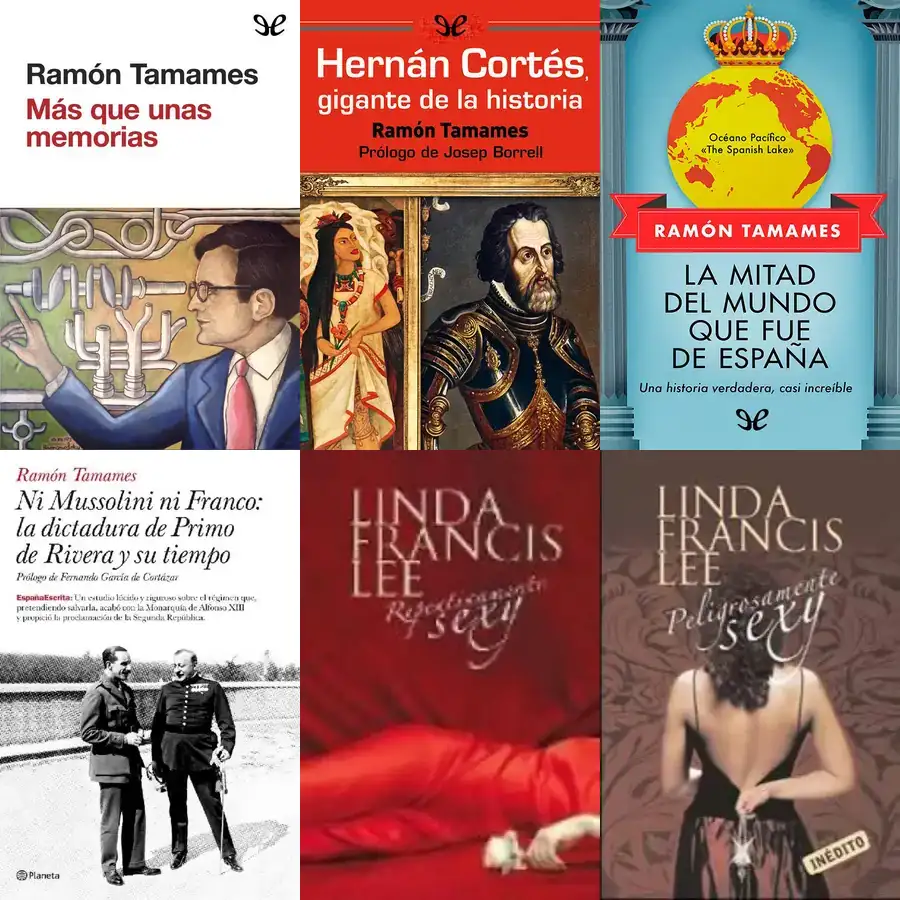 Ramón Tamames
Más que unas
memorias
Hernán Cortés,
gigante de la historia
Ramón Tamames
Prólogo de Josep Borrell
Océano Pacífico
«The Spanish Lake»
RAMÓN TAMAMES
LA MITAD
DEL MUNDO
QUE FUE
DE ESPAÑA
Una historia verdadera, casi increíble
Ramón Tamames
Ni Mussolini ni Franco:
la dictadura de Primo
de Rivera y su tiempo
Prólogo de Fernando García de Cortázar
EspañaEscrita: Un estudio lúcido y riguroso sobre el régimen que,
pretendiendo salvarla, acabó con la Monarquía de Alfonso XIII
y propició la proclamación de la Segunda República.
Planeta
LINDA
FRANCIS
LEE
Repenticamente
sexy
LINDA
FRANCIS
LEE
Peligrosamente
sexy
INÉDITO